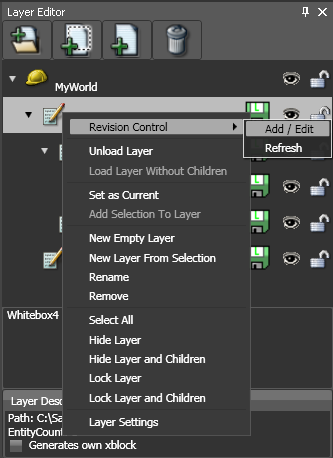 Layer Editor
MyWorld
Revision Control
Add / Edit
Refresh
Unload Layer
Load Layer Without Children
Set as Current
Add Selection To Layer
New Empty Layer
New Layer From Selection
Rename
Remove
Select All
Hide Layer
Hide Layer and Children
Lock Layer
Lock Layer and Children
Layer Settings
Whitebox4
Layer Desc
Path: C:\Sa
EntityCount
Generates own xblock